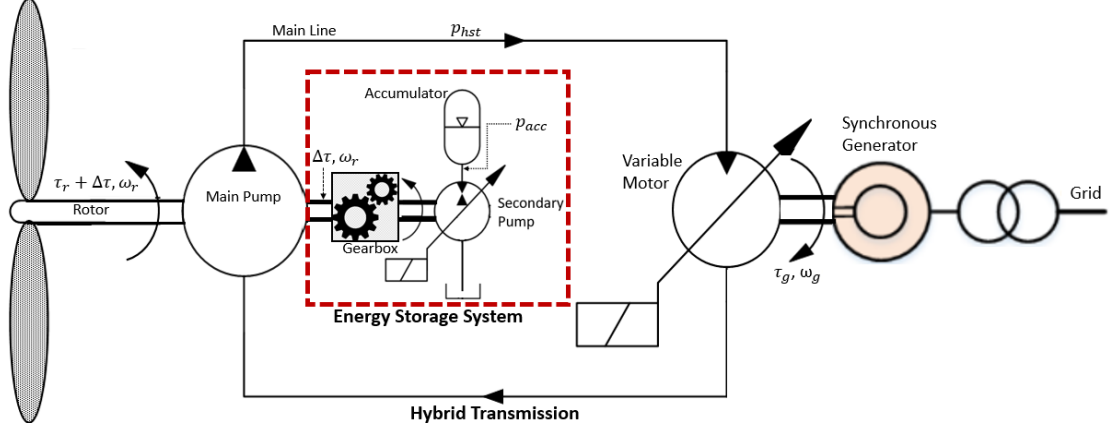 Main Line
p_hst
Accumulator
p_acc
Δτ, ω_r
τ_r + Δτ, ω_r
Rotor
Main Pump
Gearbox
Secondary
Pump
Energy Storage System
Variable
Motor
Synchronous
Generator
Grid
τ_g, ω_g
Hybrid Transmission